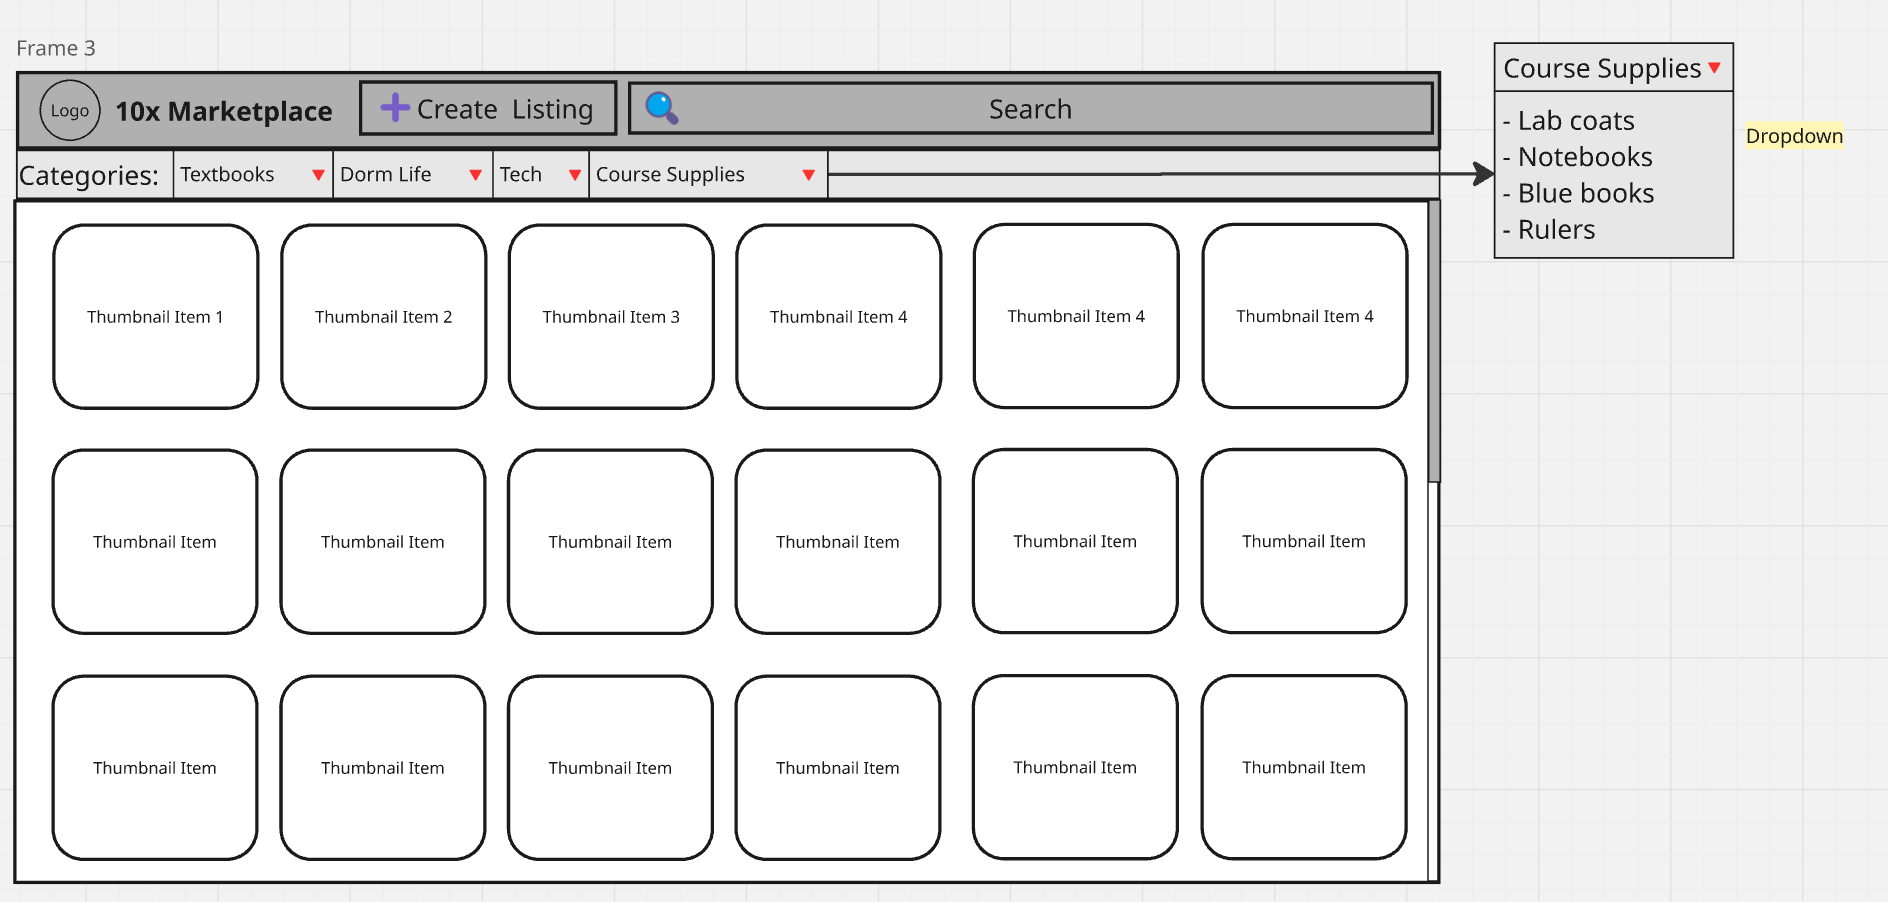 Frame 3
Logo
10x Marketplace
Create Listing
Search
Categories:
Textbooks
Dorm Life
Tech
Course Supplies
Course Supplies
- Lab coats
- Notebooks
- Blue books
- Rulers
Dropdown
Thumbnail Item 1
Thumbnail Item 2
Thumbnail Item 3
Thumbnail Item 4
Thumbnail Item 4
Thumbnail Item 4
Thumbnail Item
Thumbnail Item
Thumbnail Item
Thumbnail Item
Thumbnail Item
Thumbnail Item
Thumbnail Item
Thumbnail Item
Thumbnail Item
Thumbnail Item
Thumbnail Item
Thumbnail Item